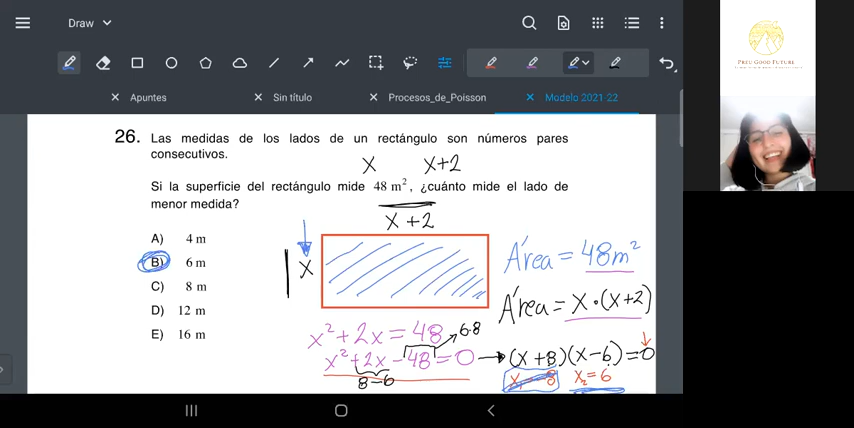 Draw
Apuntes
Sin título
Procesos_de_Poisson
Modelo 2021-22
PREU GOOD FUTURE
26. Las medidas de los lados de un rectángulo son números pares
consecutivos.
x x+2
Si la superficie del rectángulo mide 48 m², ¿cuánto mide el lado de
menor medida?
x+2
A) 4 m
B) 6 m
C) 8 m
D) 12 m
E) 16 m
x
Área = 48m²
Área = x·(x+2)
x²+2x=48
6·8
x²+2x-48=0
(x+8)(x-6)=0
8-6
x₂=6